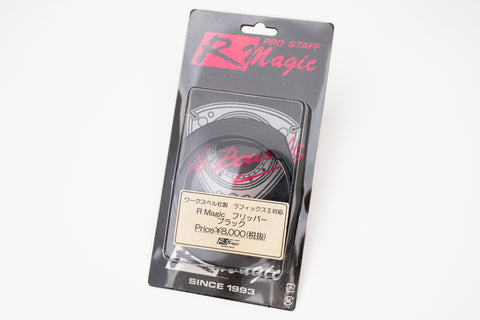 PRO STAFF
R Magic
ワークスベル社製 ラフィックスⅡ対応
R Magic フリッパー
ブラック
Price:¥8,000(税抜)
R Magic
Magic
SINCE 1993